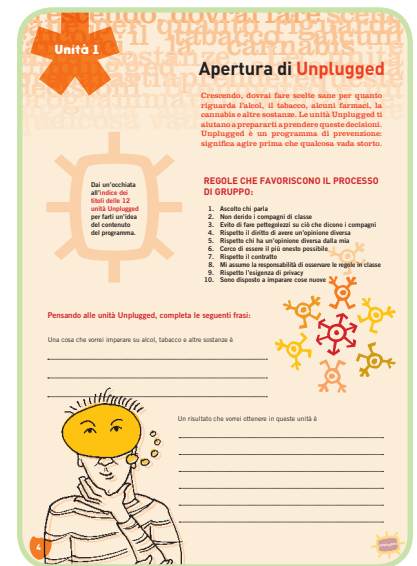 Unità 1
Apertura di Unplugged
Crescendo, dovrai fare scelte sane per quanto
riguarda l'alcol, il tabacco, alcuni farmaci, la
cannabis e altre sostanze. Le unità Unplugged ti
aiutano a prepararti a prendere queste decisioni.
Unplugged è un programma di prevenzione:
significa agire prima che qualcosa vada storto.
Dai un'occhiata
all'indice dei
titoli delle 12
unità Unplugged
per farti un'idea
del contenuto
del programma.
REGOLE CHE FAVORISCONO IL PROCESSO
DI GRUPPO:
1. Ascolto chi parla
2. Non derido i compagni di classe
3. Evito di fare pettegolezzi su ciò che dicono i compagni
4. Rispetto il diritto di avere un'opinione diversa
5. Rispetto chi ha un'opinione diversa dalla mia
6. Cerco di essere il più onesto possibile
7. Rispetto il contratto
8. Mi assumo la responsabilità di osservare le regole in classe
9. Rispetto l'esigenza di privacy
10. Sono disposto a imparare cose nuove
Pensando alle unità Unplugged, completa le seguenti frasi:
Una cosa che vorrei imparare su alcol, tabacco e altre sostanze è
Un risultato che vorrei ottenere in queste unità è
4